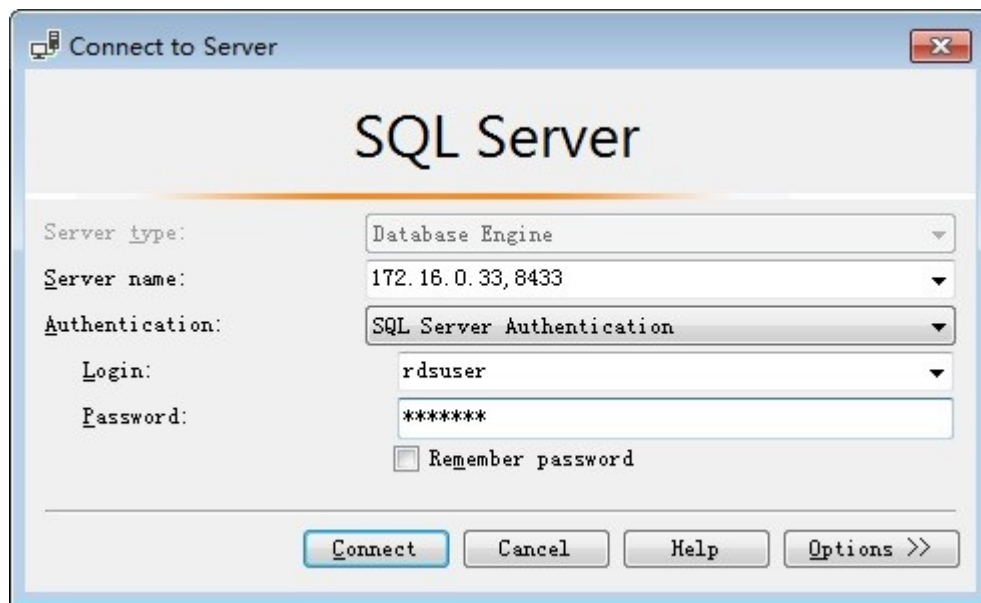 Connect to Server
SQL Server
Server type: Database Engine
Server name: 172.16.0.33,8433
Authentication: SQL Server Authentication
Login: rdsuser
Password: *******
Remember password
Connect Cancel Help Options >>